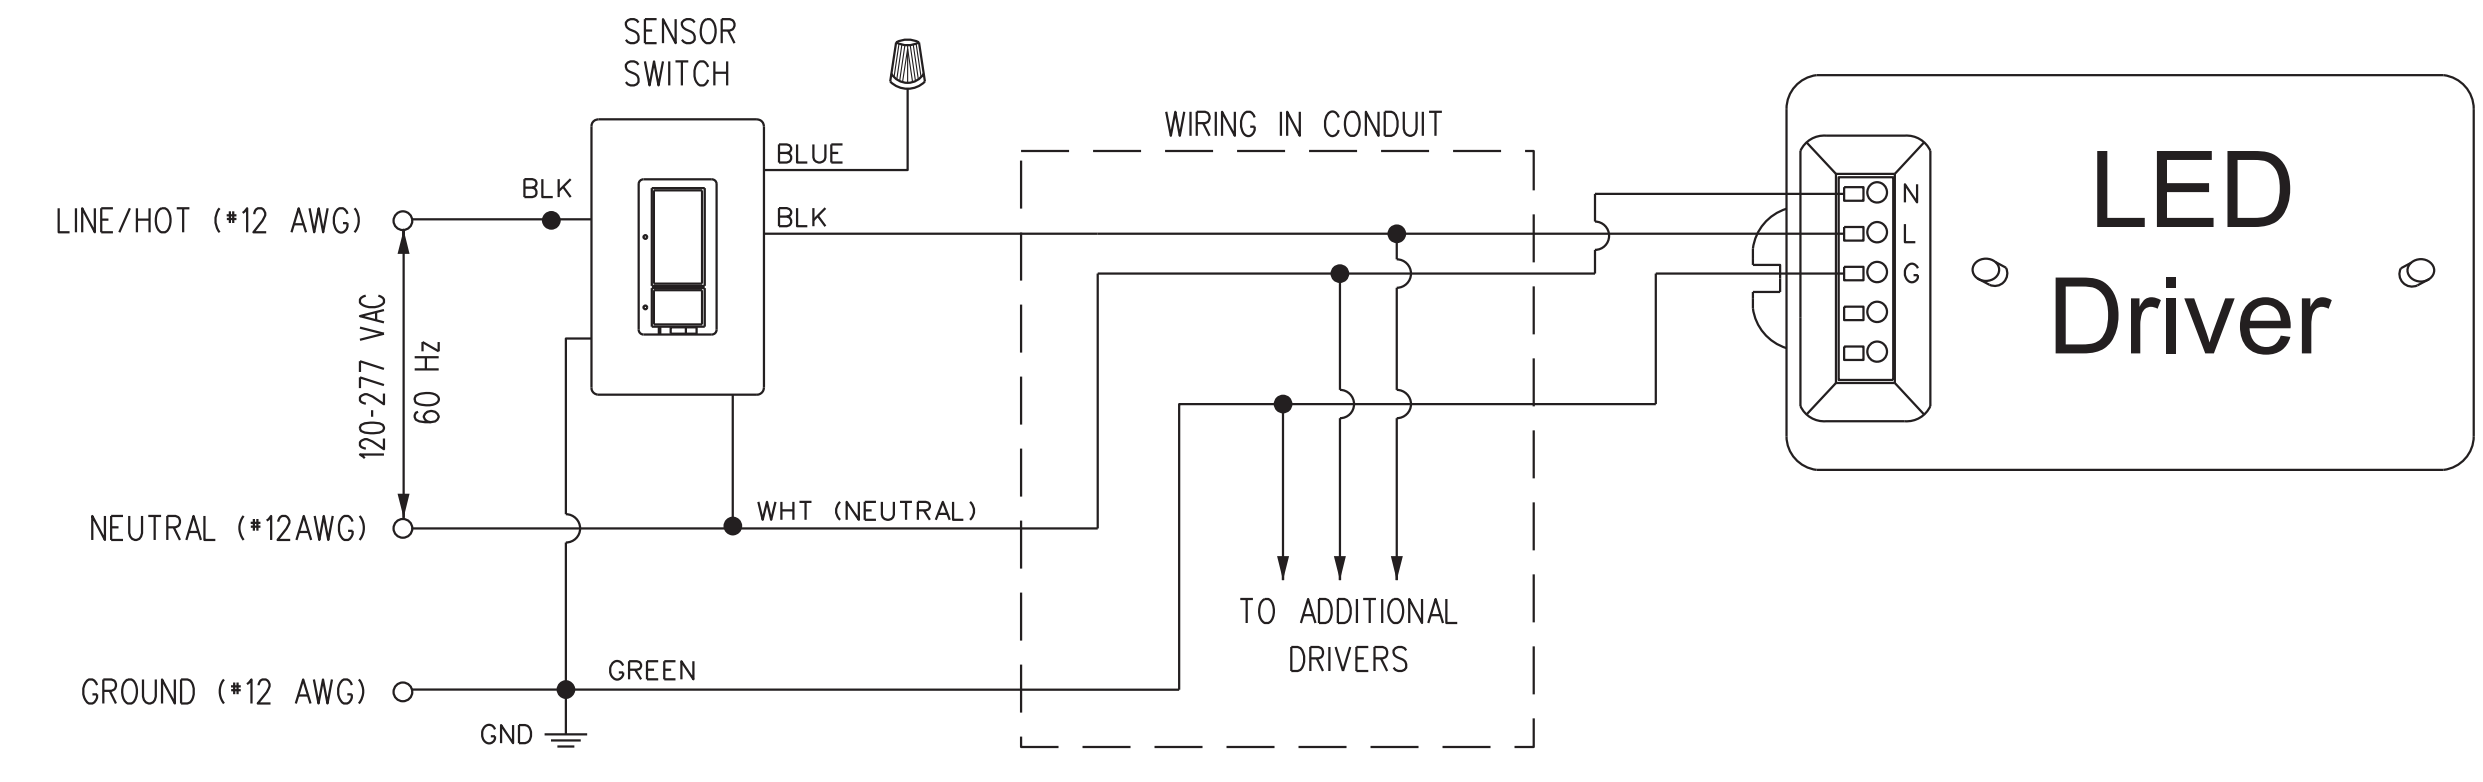 SENSOR
SWITCH
WIRING IN CONDUIT
BLUE
BLK
BLK
LINE/HOT (#12 AWG)
120-277 VAC
60 Hz
NEUTRAL (#12AWG)
WHT (NEUTRAL)
GROUND (#12 AWG)
GREEN
GND
TO ADDITIONAL
DRIVERS
N
L
G
LED
Driver